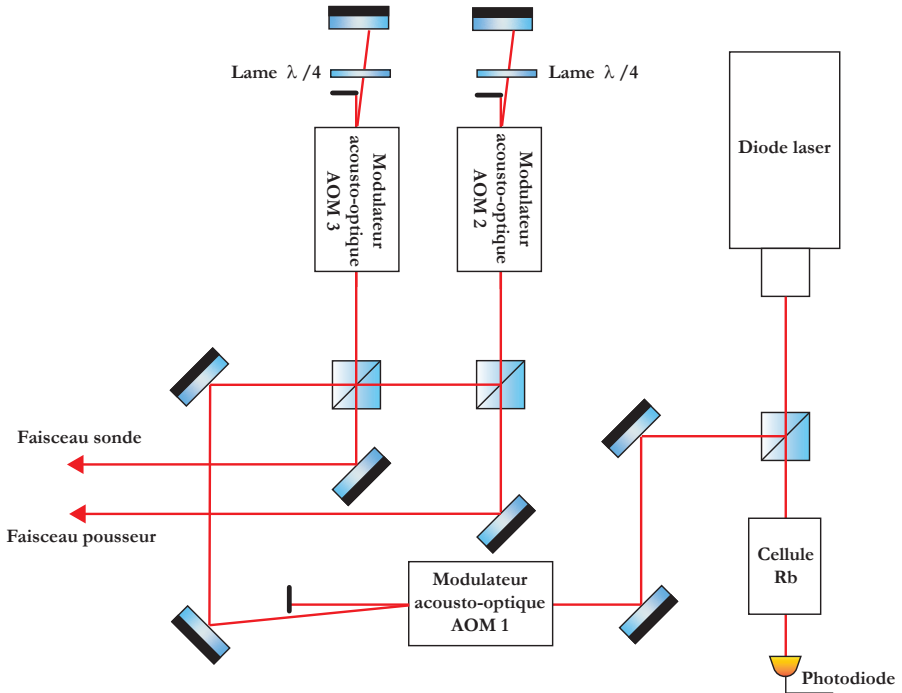 Lame λ /4
Lame λ /4
Modulateur
acousto-optique
AOM 3
Modulateur
acousto-optique
AOM 2
Diode laser
Faisceau sonde
Faisceau pousseur
Modulateur
acousto-optique
AOM 1
Cellule
Rb
Photodiode